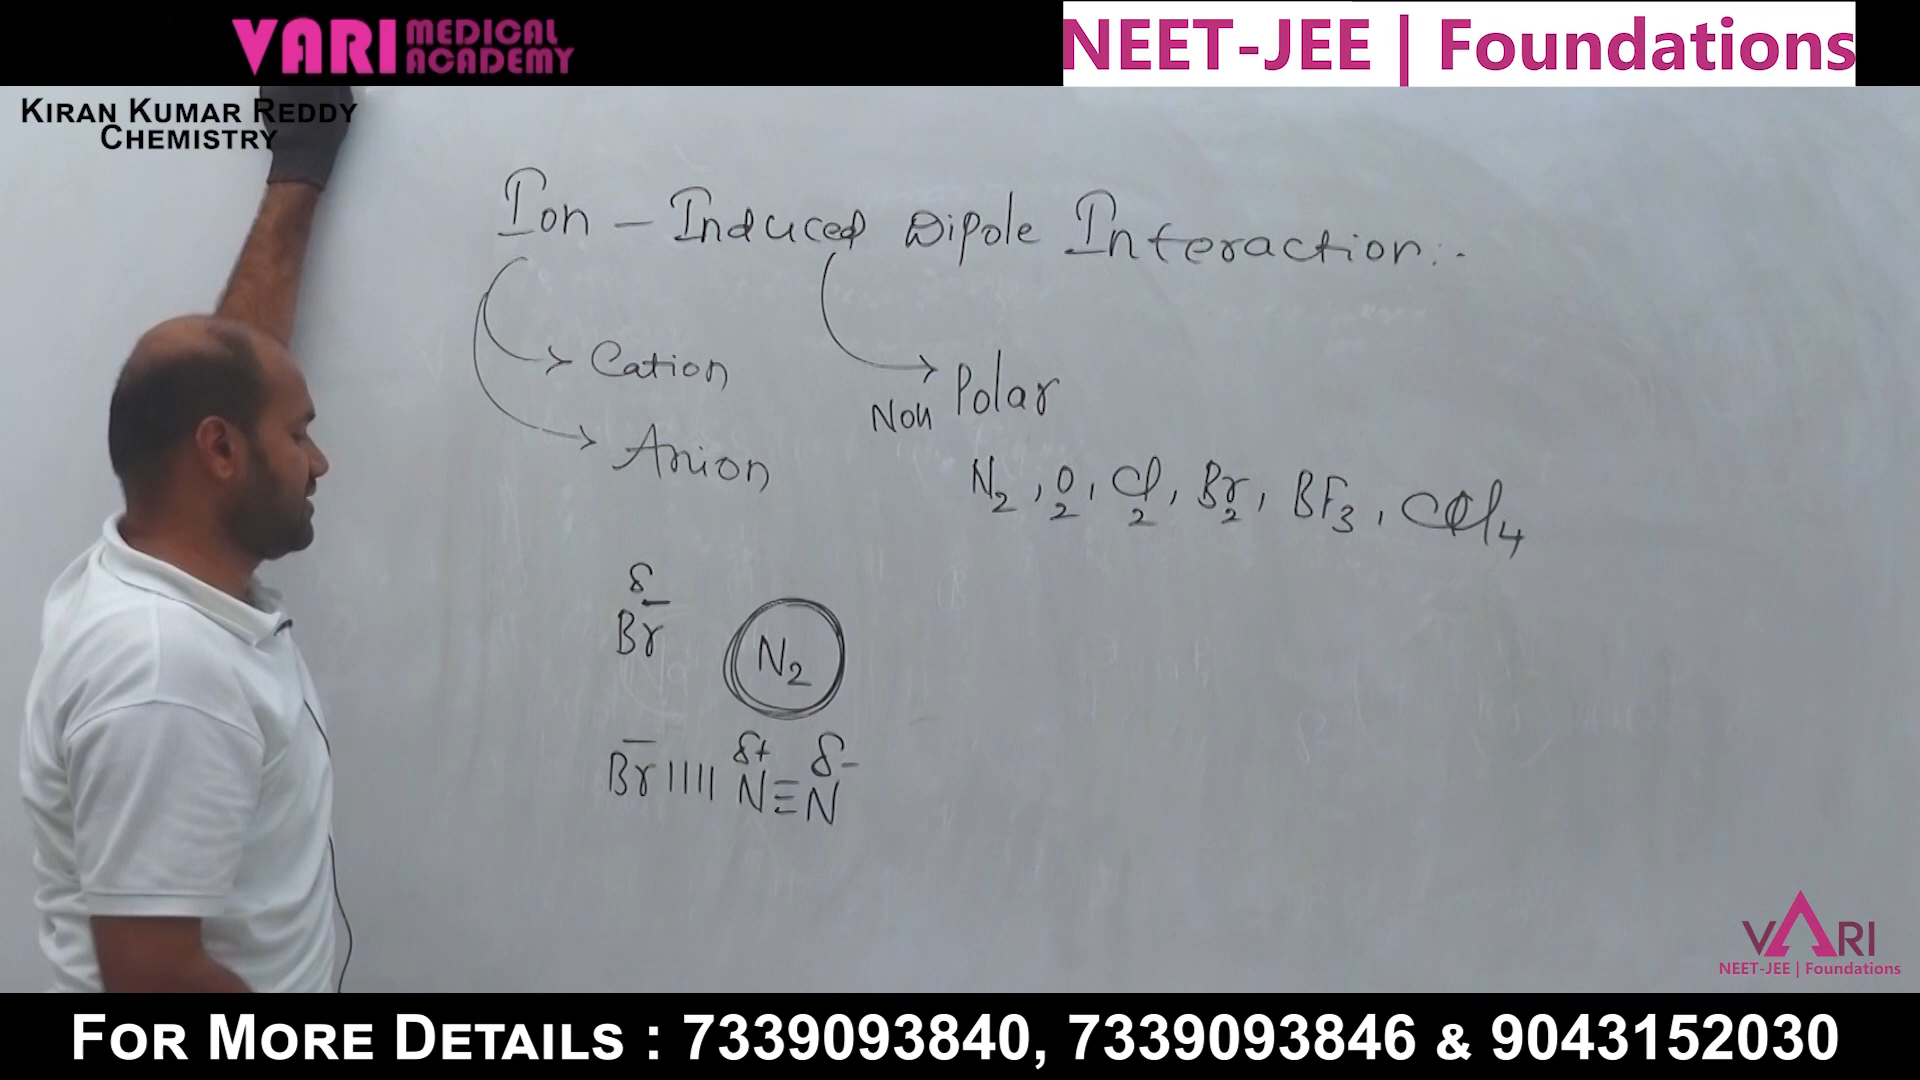 VARI MEDICAL ACADEMY
NEET-JEE | Foundations
KIRAN KUMAR REDDY
CHEMISTRY
Ion - Induced Dipole Interaction:-
Cation
Non Polar
Anion
N2, O2, Cl2, Br2, BF3, CCl4
δ-
Br
N2
δ+ δ-
Br- |||| N≡N
VARI
NEET-JEE | Foundations
FOR MORE DETAILS : 7339093840, 7339093846 & 9043152030